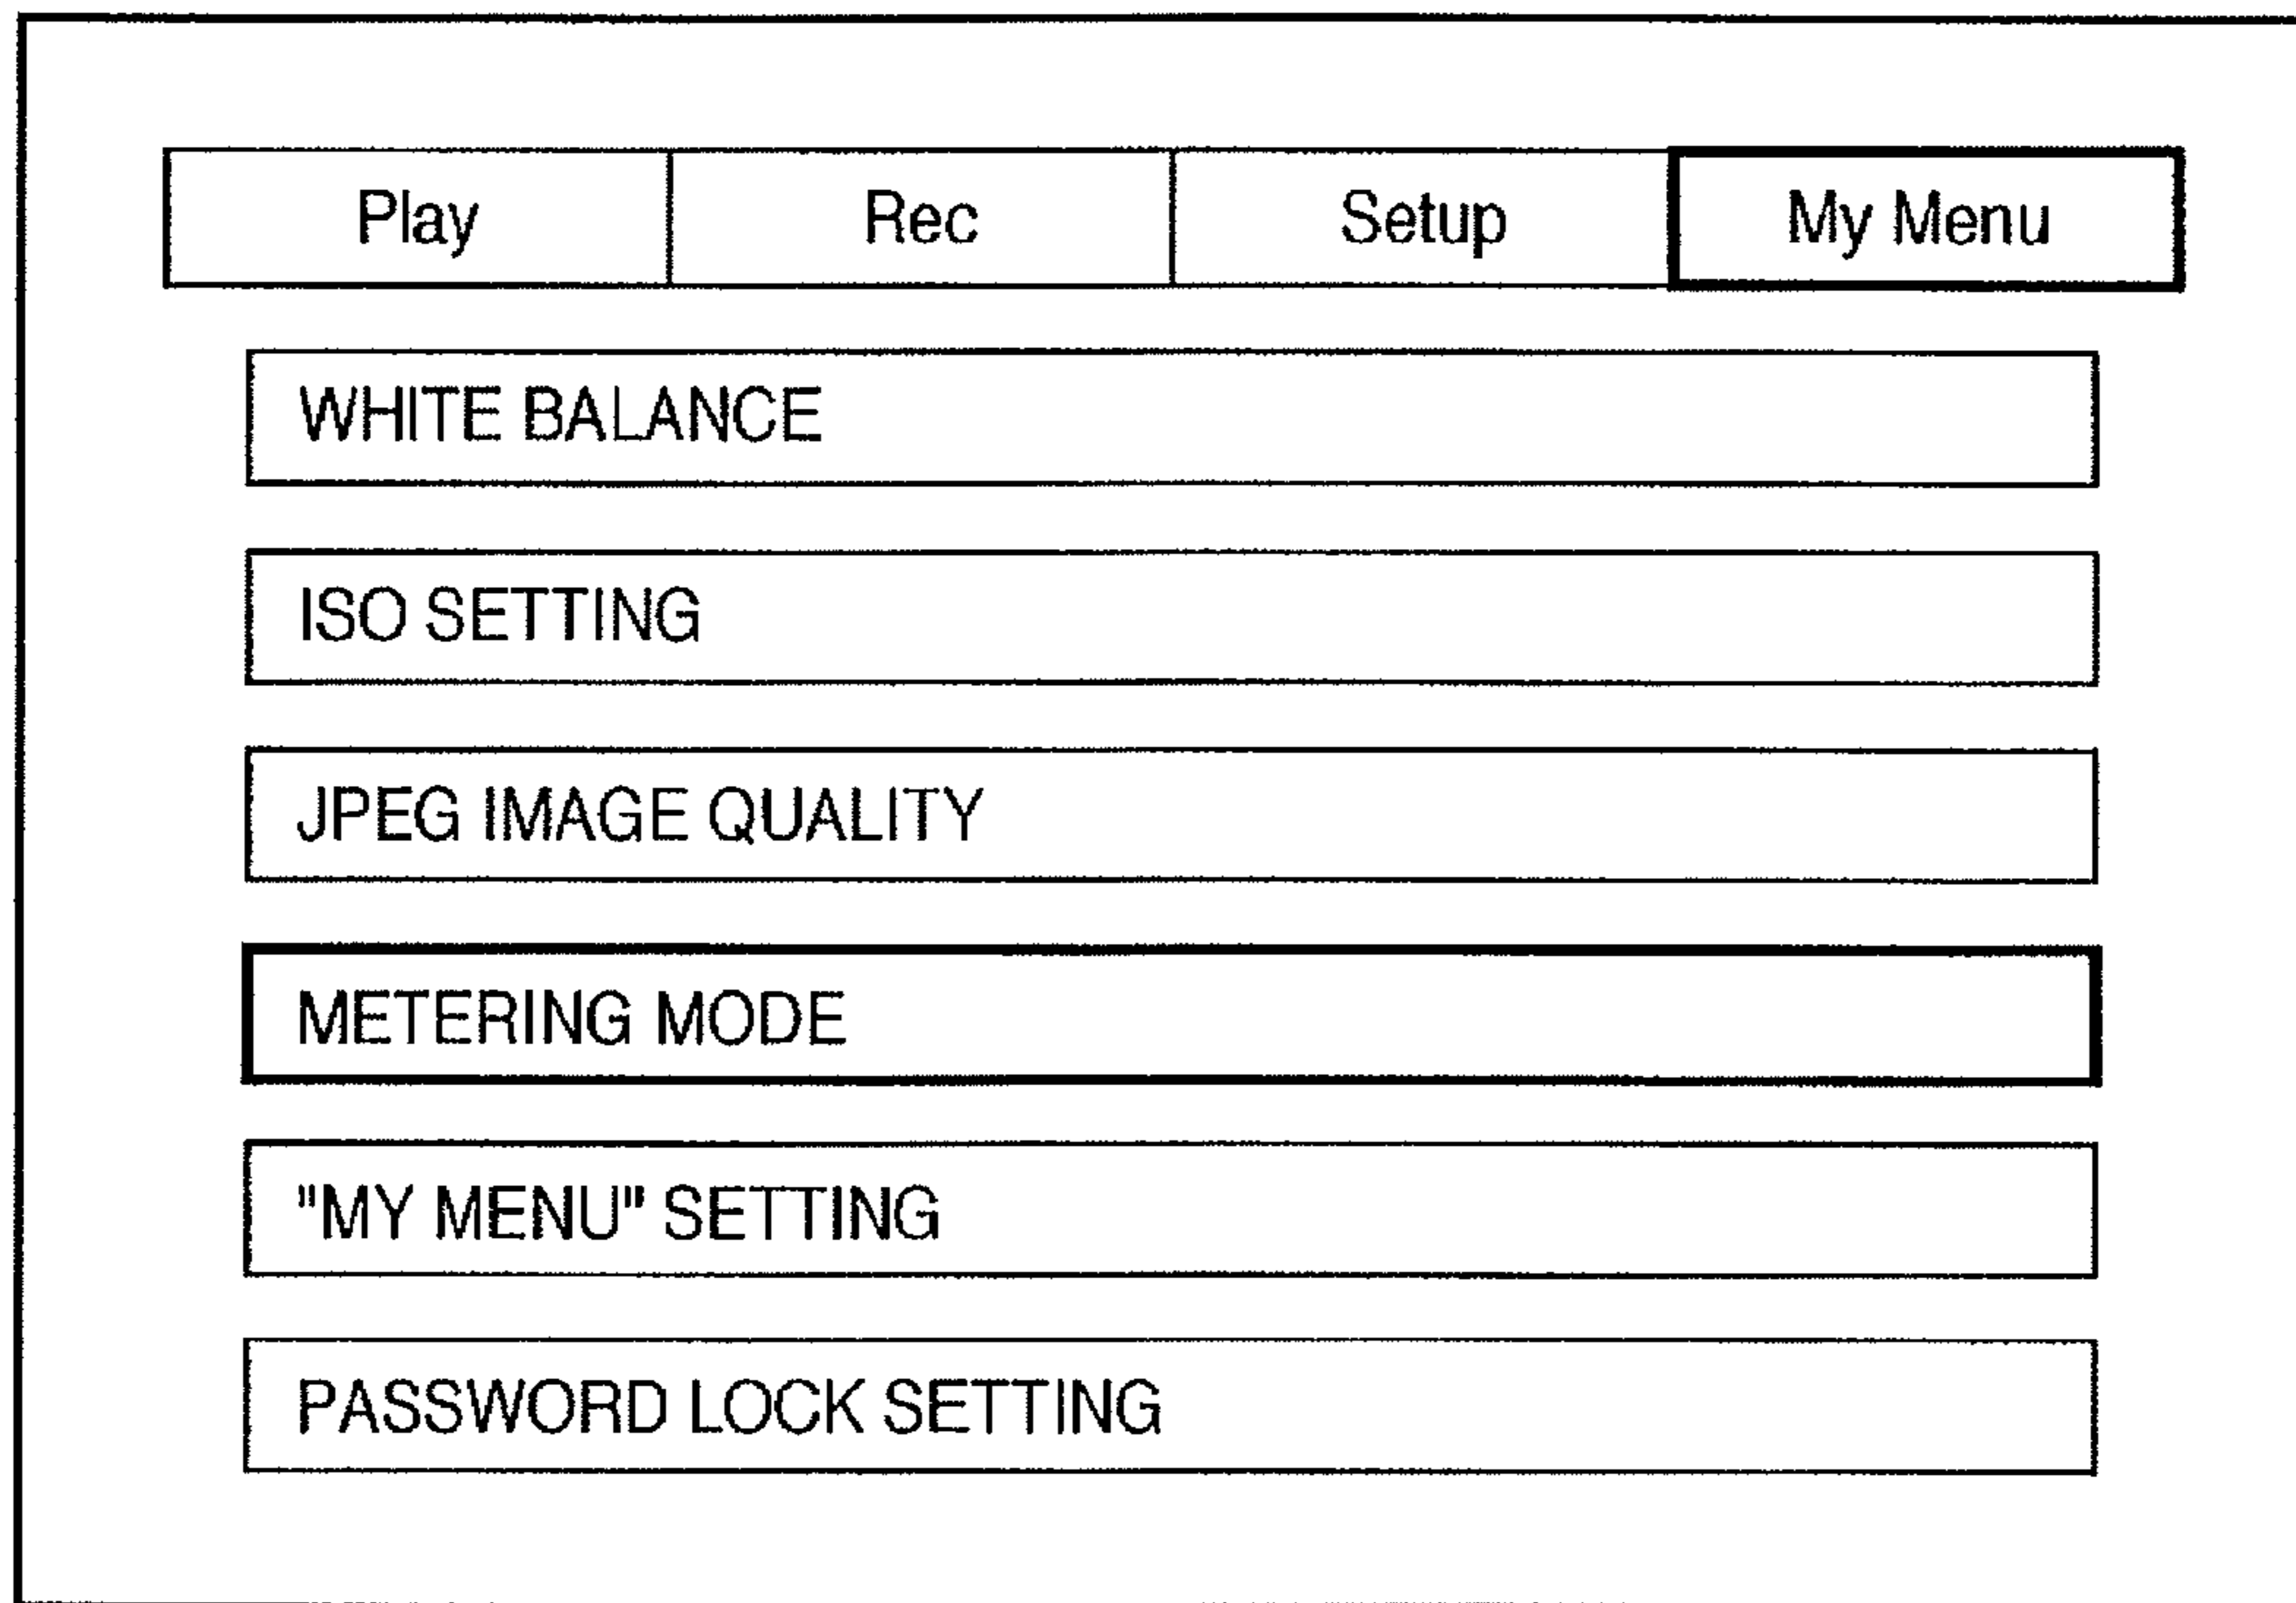 Play Rec Setup My Menu
WHITE BALANCE
ISO SETTING
JPEG IMAGE QUALITY
METERING MODE
"MY MENU" SETTING
PASSWORD LOCK SETTING